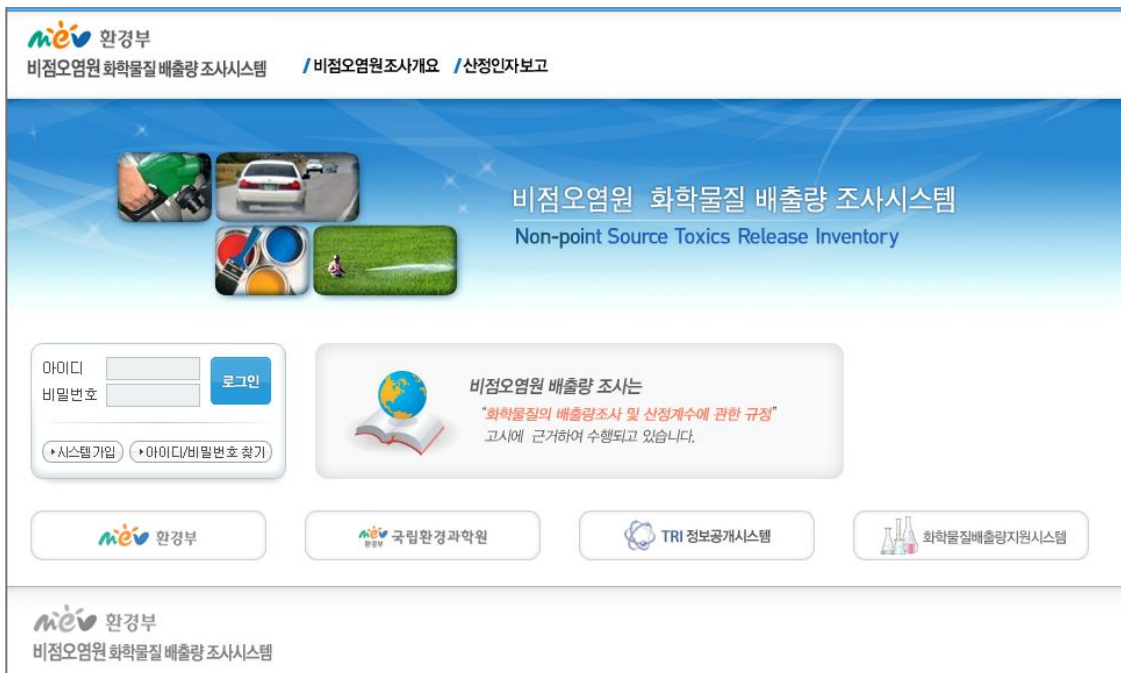 mev 환경부
비점오염원 화학물질 배출량 조사시스템
/ 비점오염원조사개요 / 산정인자보고
비점오염원 화학물질 배출량 조사시스템
Non-point Source Toxics Release Inventory
아이디
비밀번호
로그인
시스템가입
아이디/비밀번호 찾기
비점오염원 배출량 조사는
"화학물질의 배출량조사 및 산정계수에 관한 규정"
고시에 근거하여 수행되고 있습니다.
mev 환경부
mev 환경부 국립환경과학원
TRI 정보공개시스템
화학물질배출량지원시스템
mev 환경부
비점오염원 화학물질 배출량 조사시스템